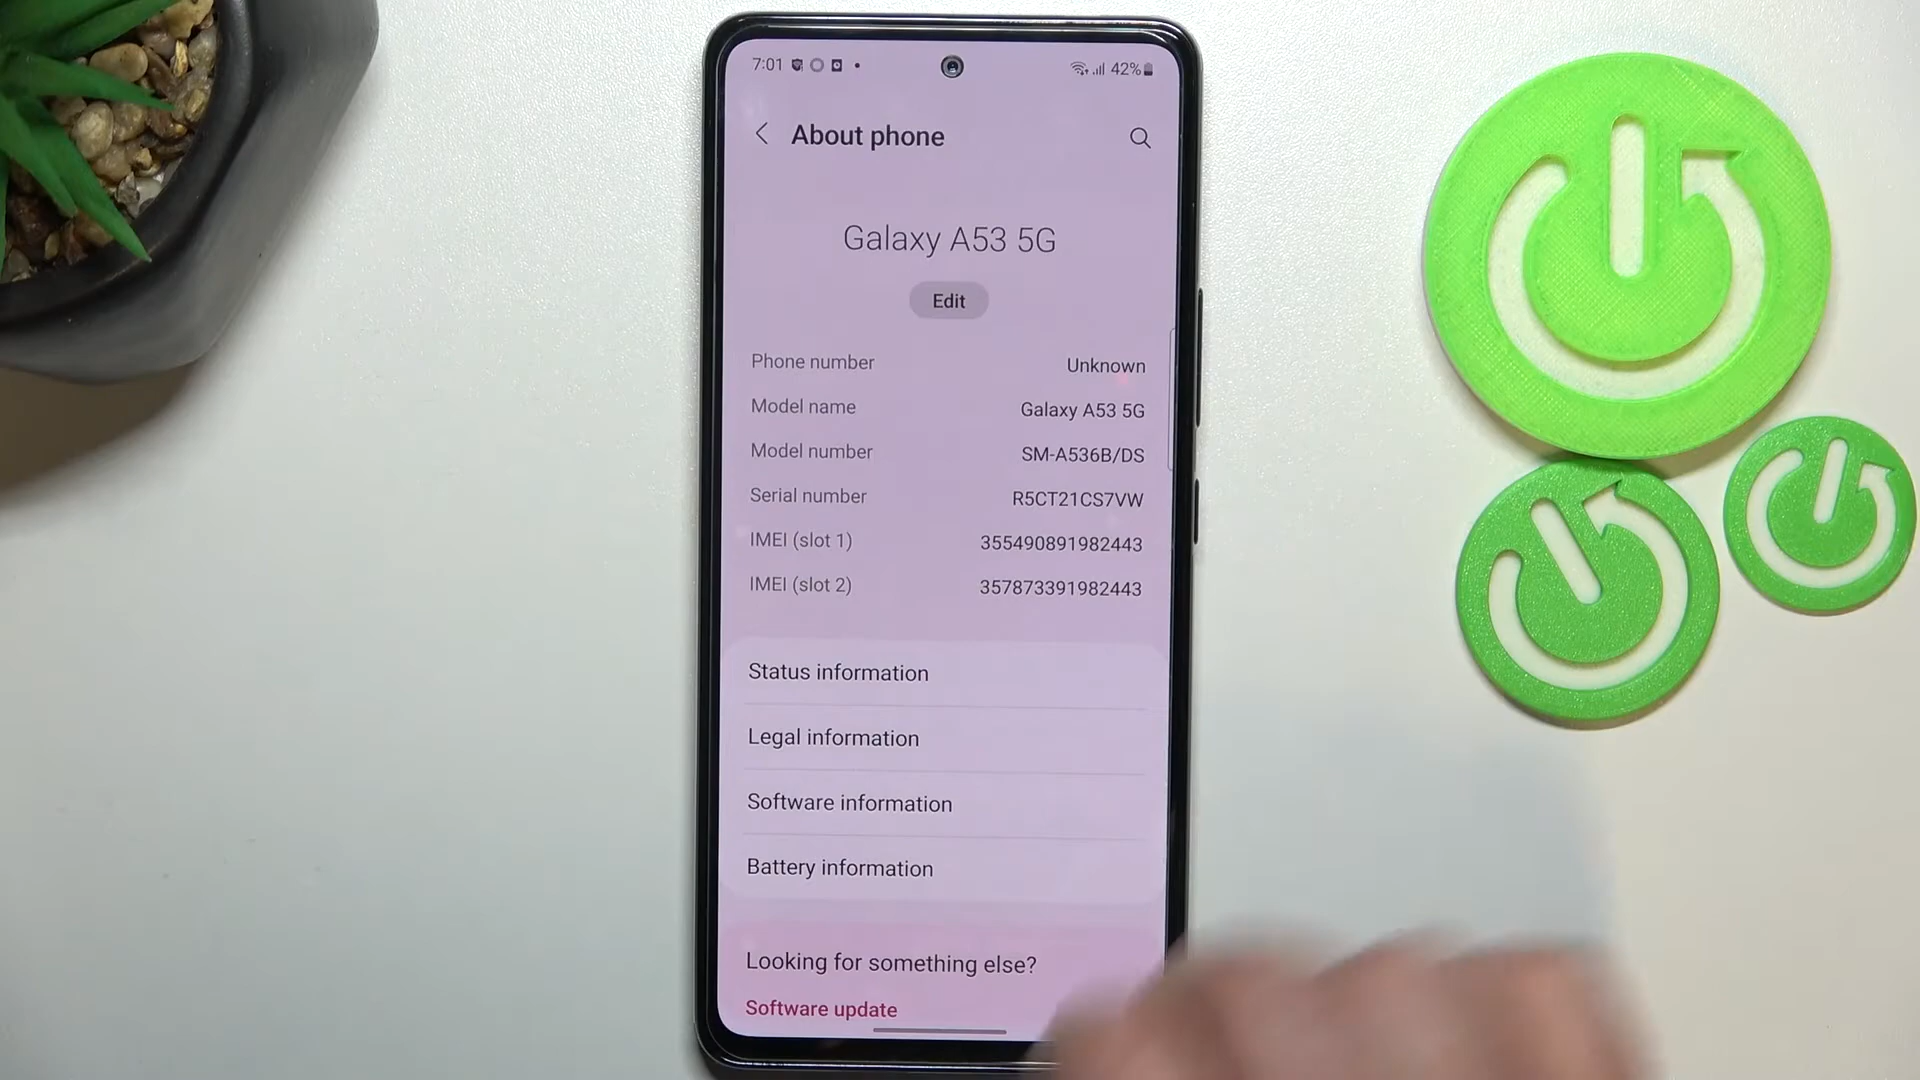 7:01 42%
About phone
Galaxy A53 5G
Edit
Phone number Unknown
Model name Galaxy A53 5G
Model number SM-A536B/DS
Serial number R5CT21CS7VW
IMEI (slot 1) 355490891982443
IMEI (slot 2) 357873391982443
Status information
Legal information
Software information
Battery information
Looking for something else?
Software update